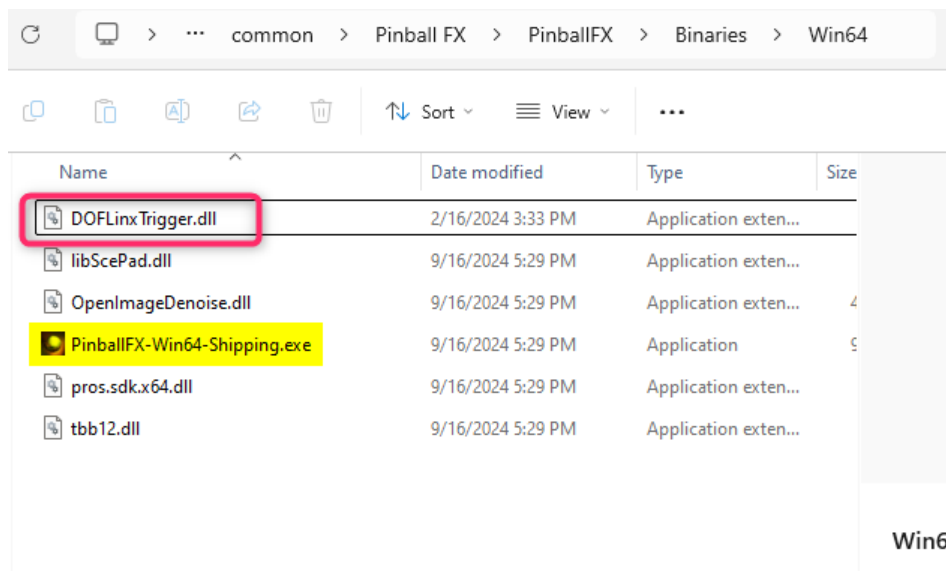 common > Pinball FX > PinballFX > Binaries > Win64
Sort View
Name Date modified Type Size
DOFLinxTrigger.dll 2/16/2024 3:33 PM Application exten...
libScePad.dll 9/16/2024 5:29 PM Application exten...
OpenImageDenoise.dll 9/16/2024 5:29 PM Application exten...
PinballFX-Win64-Shipping.exe 9/16/2024 5:29 PM Application
pros.sdk.x64.dll 9/16/2024 5:29 PM Application exten...
tbb12.dll 9/16/2024 5:29 PM Application exten...
Win6